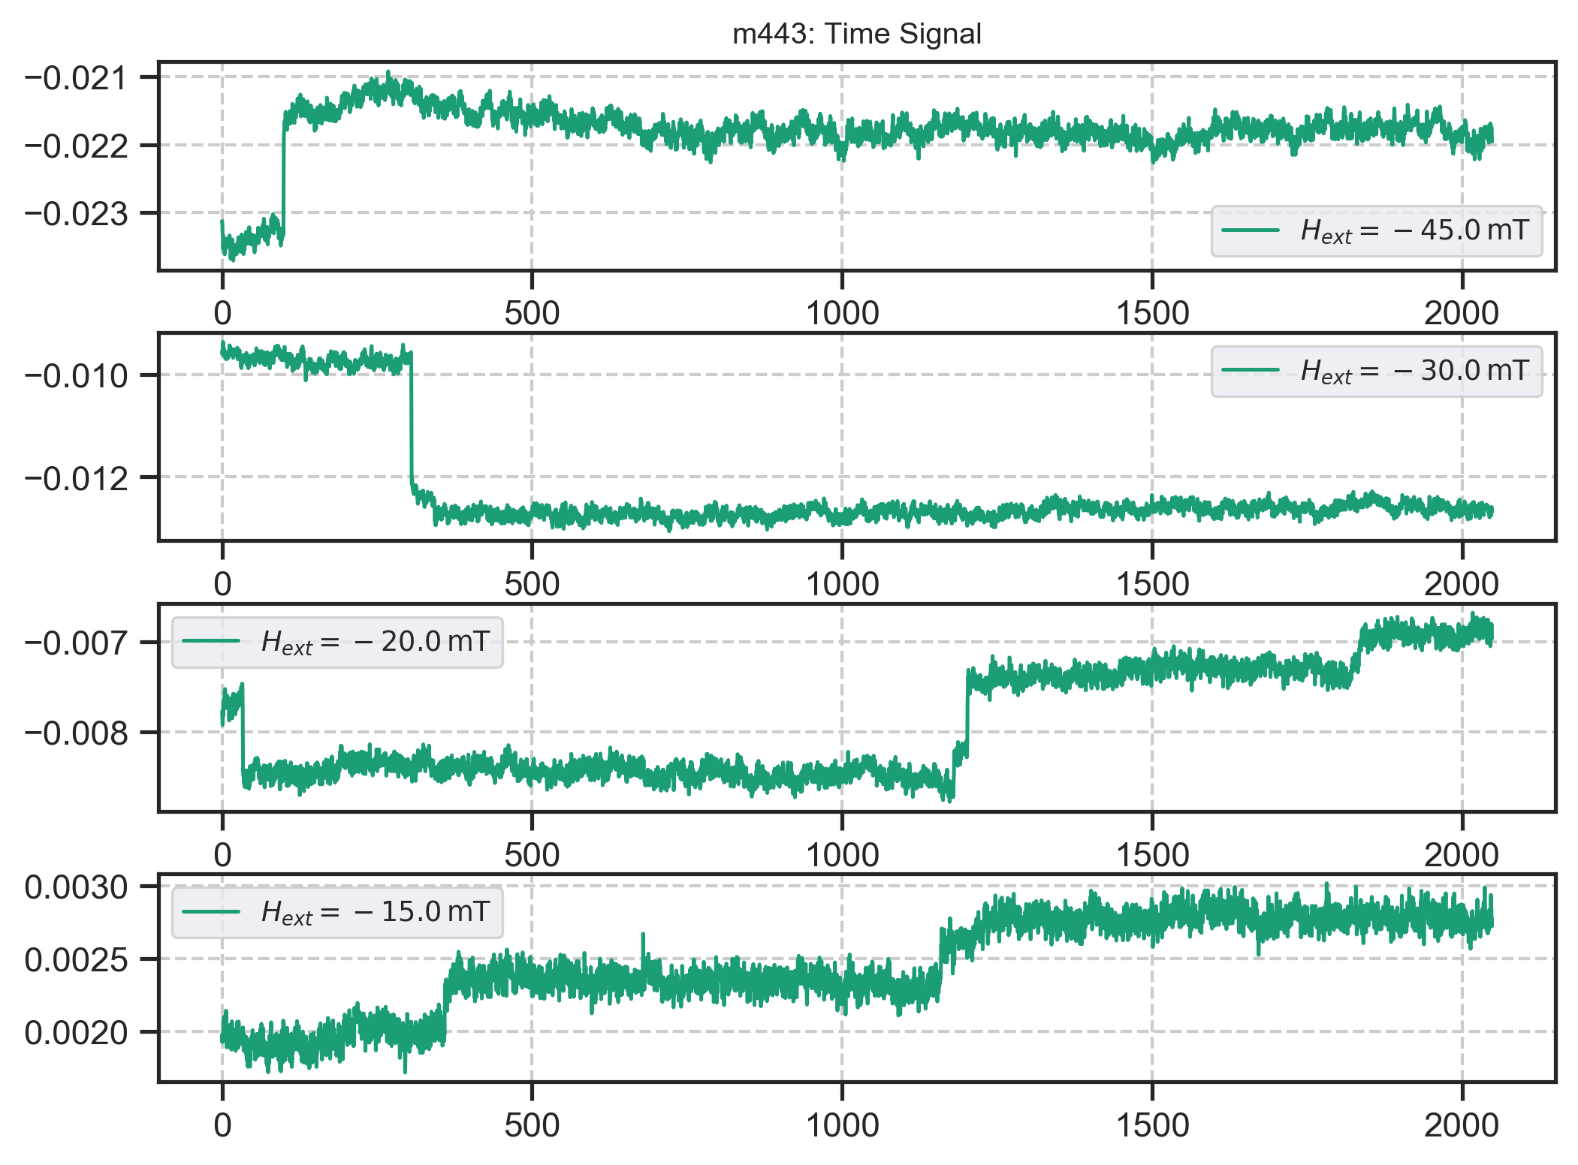 m443: Time Signal
−0.021
−0.022
−0.023
H_ext = − 45.0 mT
0 500 1000 1500 2000
−0.010
−0.012
H_ext = − 30.0 mT
0 500 1000 1500 2000
−0.007
−0.008
H_ext = − 20.0 mT
0 500 1000 1500 2000
0.0030
0.0025
0.0020
H_ext = − 15.0 mT
0 500 1000 1500 2000